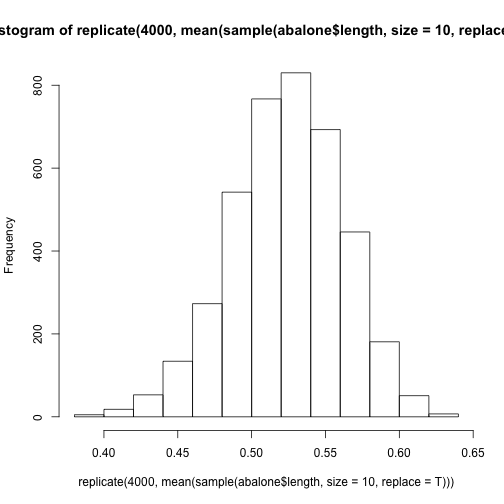 stogram of replicate(4000, mean(sample(abalone$length, size = 10, replace
800
600
400
200
0
Frequency
0.40 0.45 0.50 0.55 0.60 0.65
replicate(4000, mean(sample(abalone$length, size = 10, replace = T)))